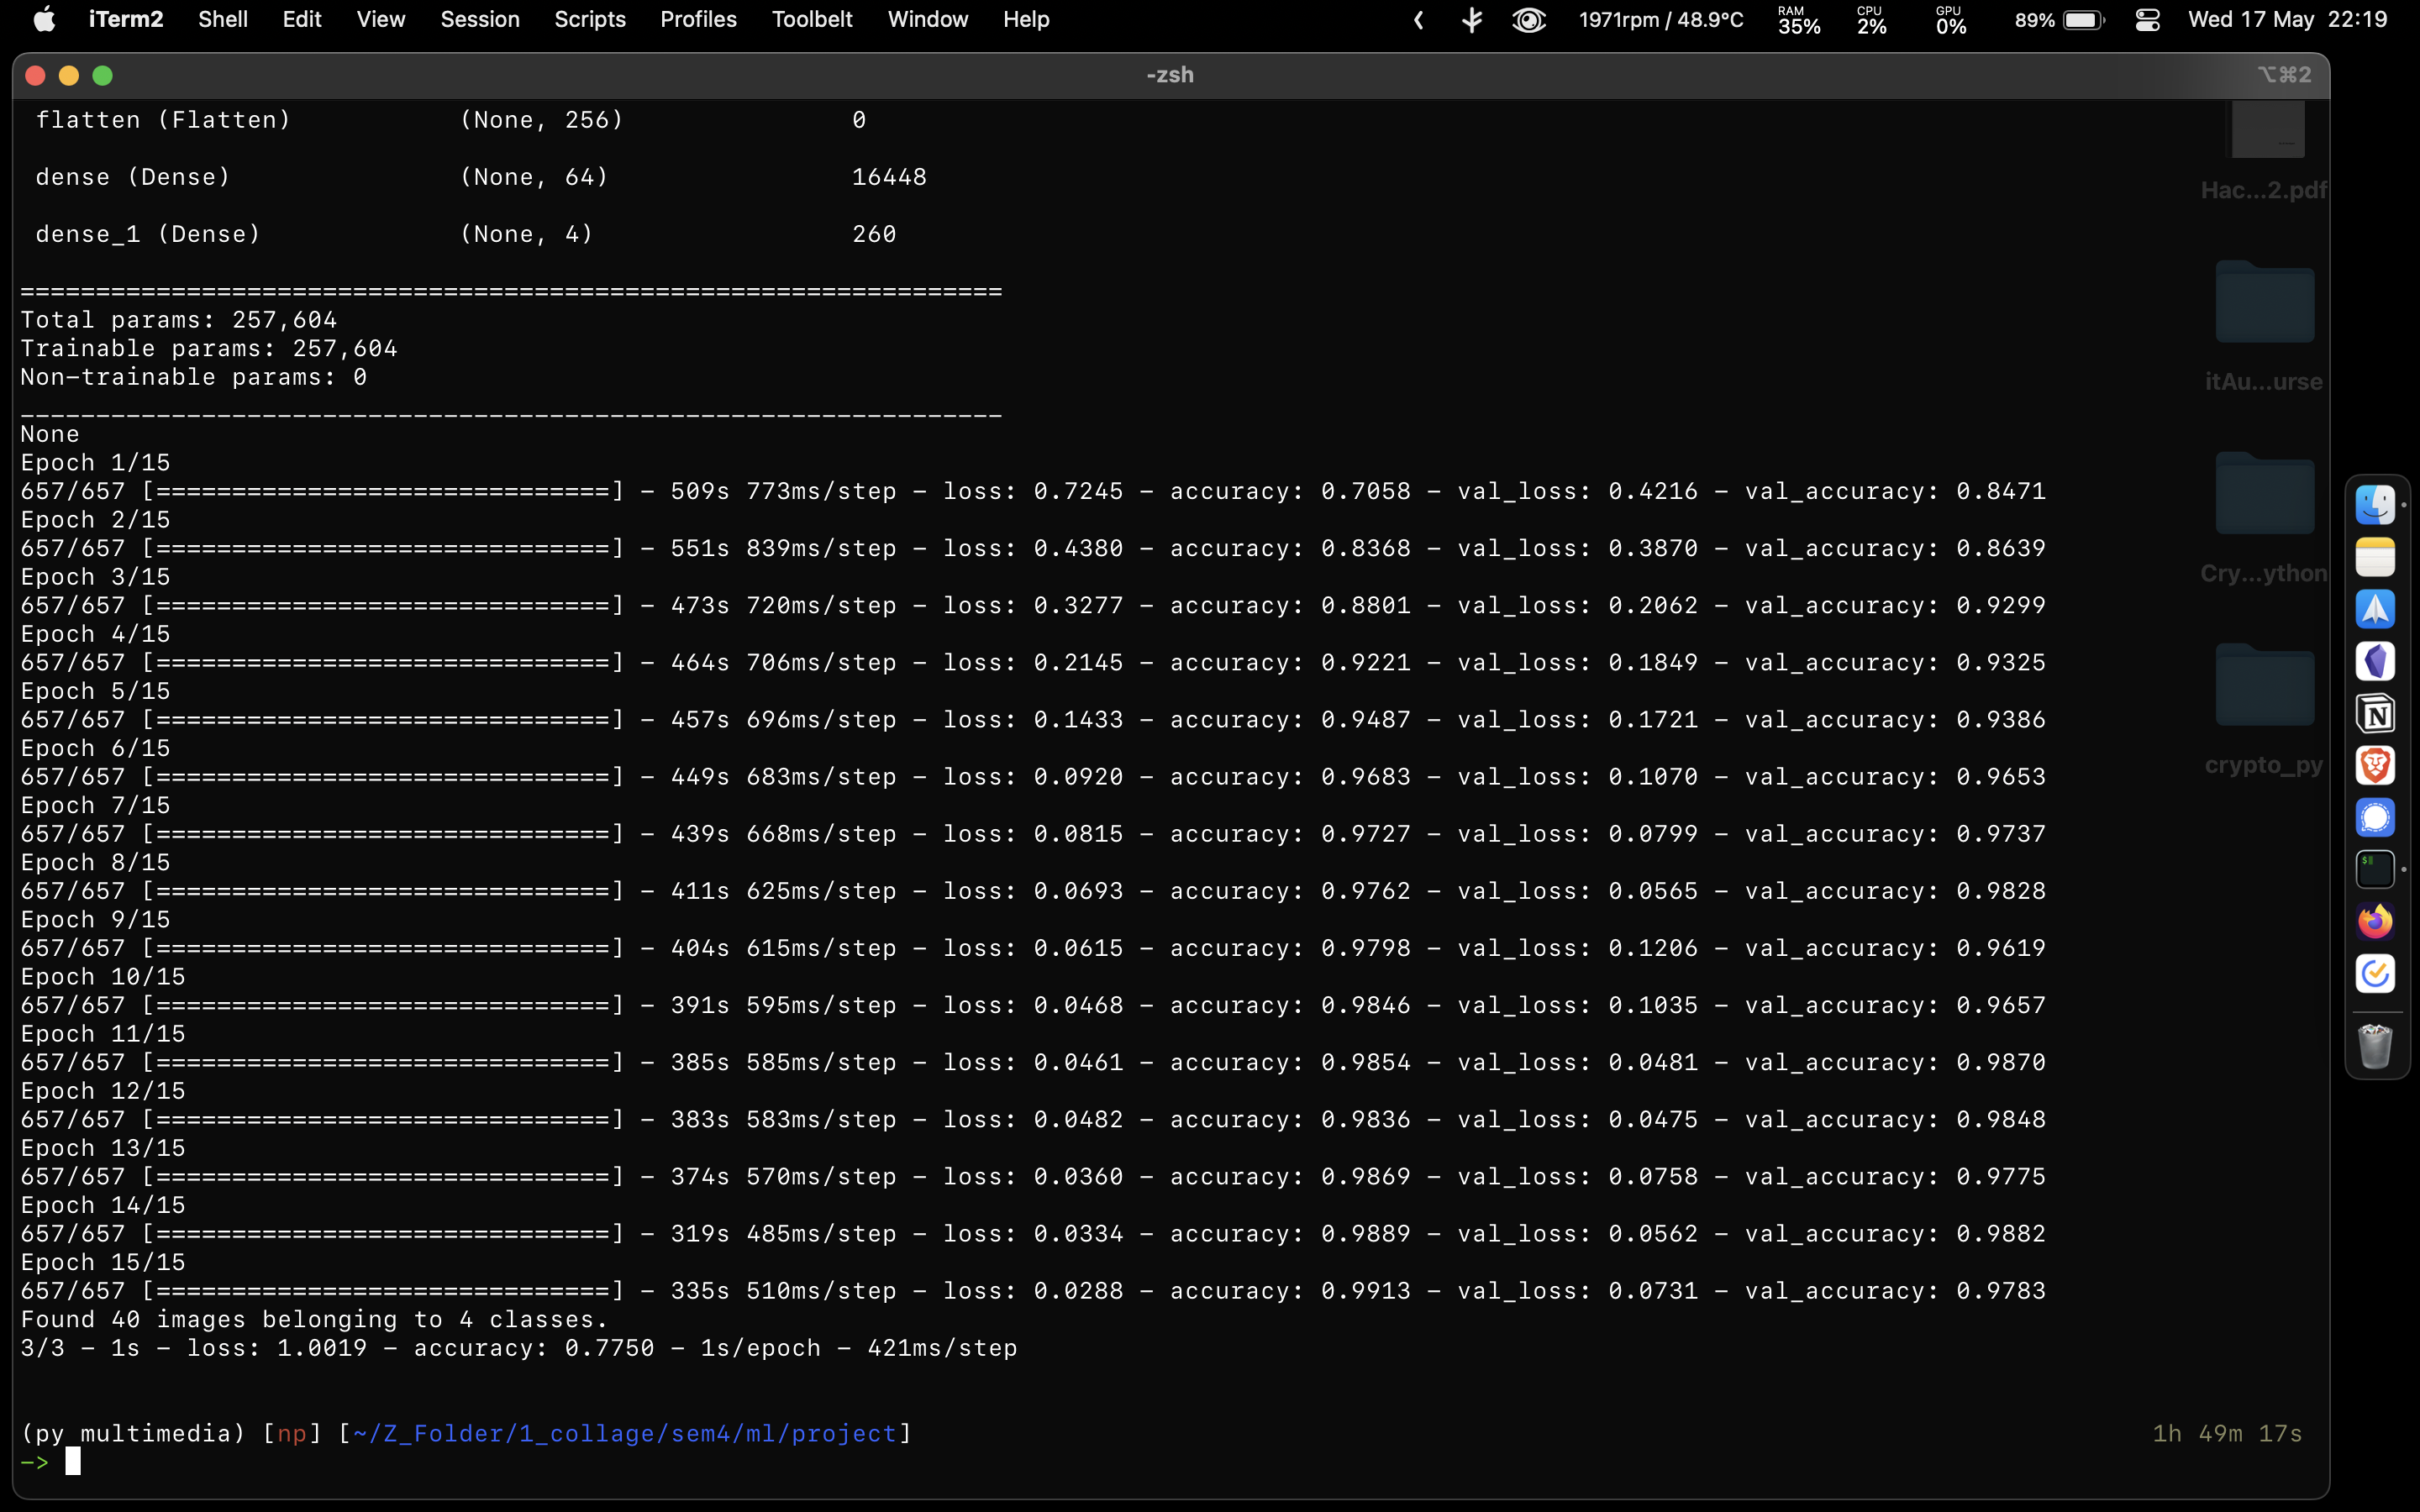 iTerm2 Shell Edit View Session Scripts Profiles Toolbelt Window Help 1971rpm / 48.9°C RAM 35% CPU 2% GPU 0% 89% Wed 17 May 22:19
-zsh ⌥⌘2
flatten (Flatten) (None, 256) 0
dense (Dense) (None, 64) 16448
dense_1 (Dense) (None, 4) 260
=================================================================
Total params: 257,604
Trainable params: 257,604
Non-trainable params: 0
_________________________________________________________________
None
Epoch 1/15
657/657 [==============================] - 509s 773ms/step - loss: 0.7245 - accuracy: 0.7058 - val_loss: 0.4216 - val_accuracy: 0.8471
Epoch 2/15
657/657 [==============================] - 551s 839ms/step - loss: 0.4380 - accuracy: 0.8368 - val_loss: 0.3870 - val_accuracy: 0.8639
Epoch 3/15
657/657 [==============================] - 473s 720ms/step - loss: 0.3277 - accuracy: 0.8801 - val_loss: 0.2062 - val_accuracy: 0.9299
Epoch 4/15
657/657 [==============================] - 464s 706ms/step - loss: 0.2145 - accuracy: 0.9221 - val_loss: 0.1849 - val_accuracy: 0.9325
Epoch 5/15
657/657 [==============================] - 457s 696ms/step - loss: 0.1433 - accuracy: 0.9487 - val_loss: 0.1721 - val_accuracy: 0.9386
Epoch 6/15
657/657 [==============================] - 449s 683ms/step - loss: 0.0920 - accuracy: 0.9683 - val_loss: 0.1070 - val_accuracy: 0.9653
Epoch 7/15
657/657 [==============================] - 439s 668ms/step - loss: 0.0815 - accuracy: 0.9727 - val_loss: 0.0799 - val_accuracy: 0.9737
Epoch 8/15
657/657 [==============================] - 411s 625ms/step - loss: 0.0693 - accuracy: 0.9762 - val_loss: 0.0565 - val_accuracy: 0.9828
Epoch 9/15
657/657 [==============================] - 404s 615ms/step - loss: 0.0615 - accuracy: 0.9798 - val_loss: 0.1206 - val_accuracy: 0.9619
Epoch 10/15
657/657 [==============================] - 391s 595ms/step - loss: 0.0468 - accuracy: 0.9846 - val_loss: 0.1035 - val_accuracy: 0.9657
Epoch 11/15
657/657 [==============================] - 385s 585ms/step - loss: 0.0461 - accuracy: 0.9854 - val_loss: 0.0481 - val_accuracy: 0.9870
Epoch 12/15
657/657 [==============================] - 383s 583ms/step - loss: 0.0482 - accuracy: 0.9836 - val_loss: 0.0475 - val_accuracy: 0.9848
Epoch 13/15
657/657 [==============================] - 374s 570ms/step - loss: 0.0360 - accuracy: 0.9869 - val_loss: 0.0758 - val_accuracy: 0.9775
Epoch 14/15
657/657 [==============================] - 319s 485ms/step - loss: 0.0334 - accuracy: 0.9889 - val_loss: 0.0562 - val_accuracy: 0.9882
Epoch 15/15
657/657 [==============================] - 335s 510ms/step - loss: 0.0288 - accuracy: 0.9913 - val_loss: 0.0731 - val_accuracy: 0.9783
Found 40 images belonging to 4 classes.
3/3 - 1s - loss: 1.0019 - accuracy: 0.7750 - 1s/epoch - 421ms/step
(py multimedia) [np] [~/Z_Folder/1_collage/sem4/ml/project] 1h 49m 17s
->
Hac...2.pdf
itAu...urse
Cry...ython
crypto_py